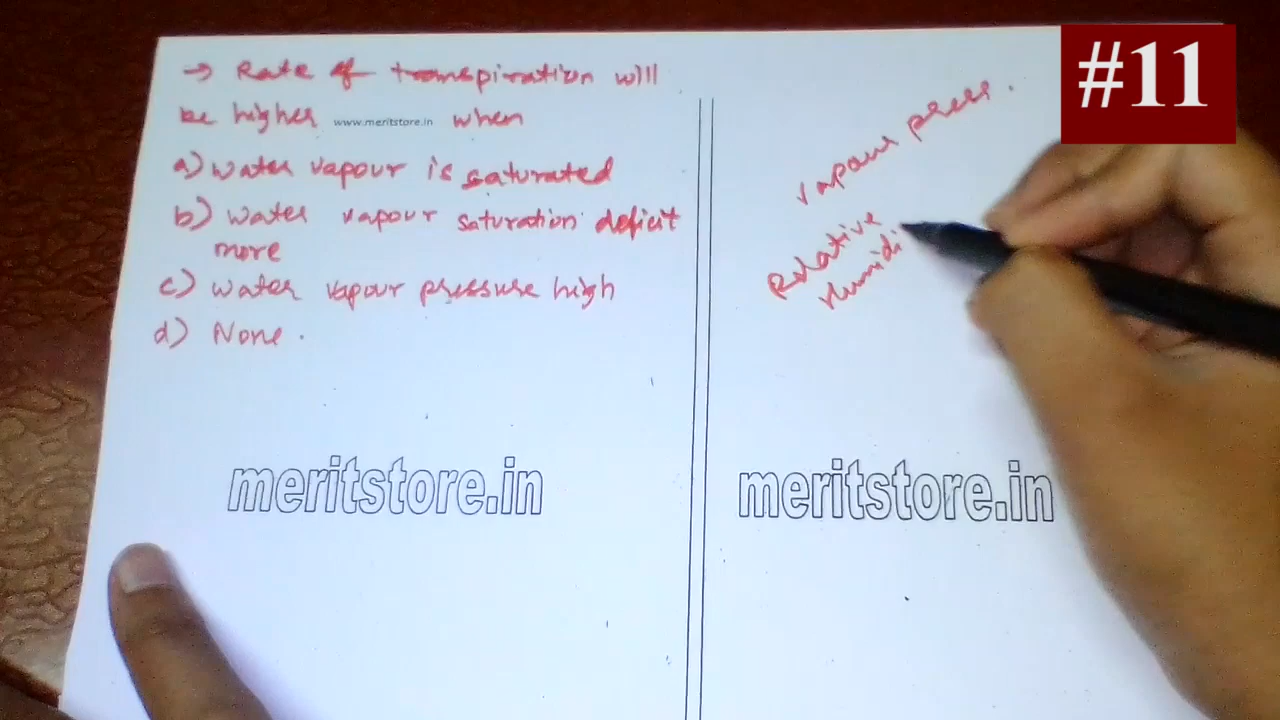 #11
→ Rate of transpiration will
be higher www.meritstore.in when
a) Water vapour is saturated
b) Water vapour saturation deficit
more
c) water vapour pressure high
d) None.
vapour press.
Relative
Humidi
meritstore.in
meritstore.in